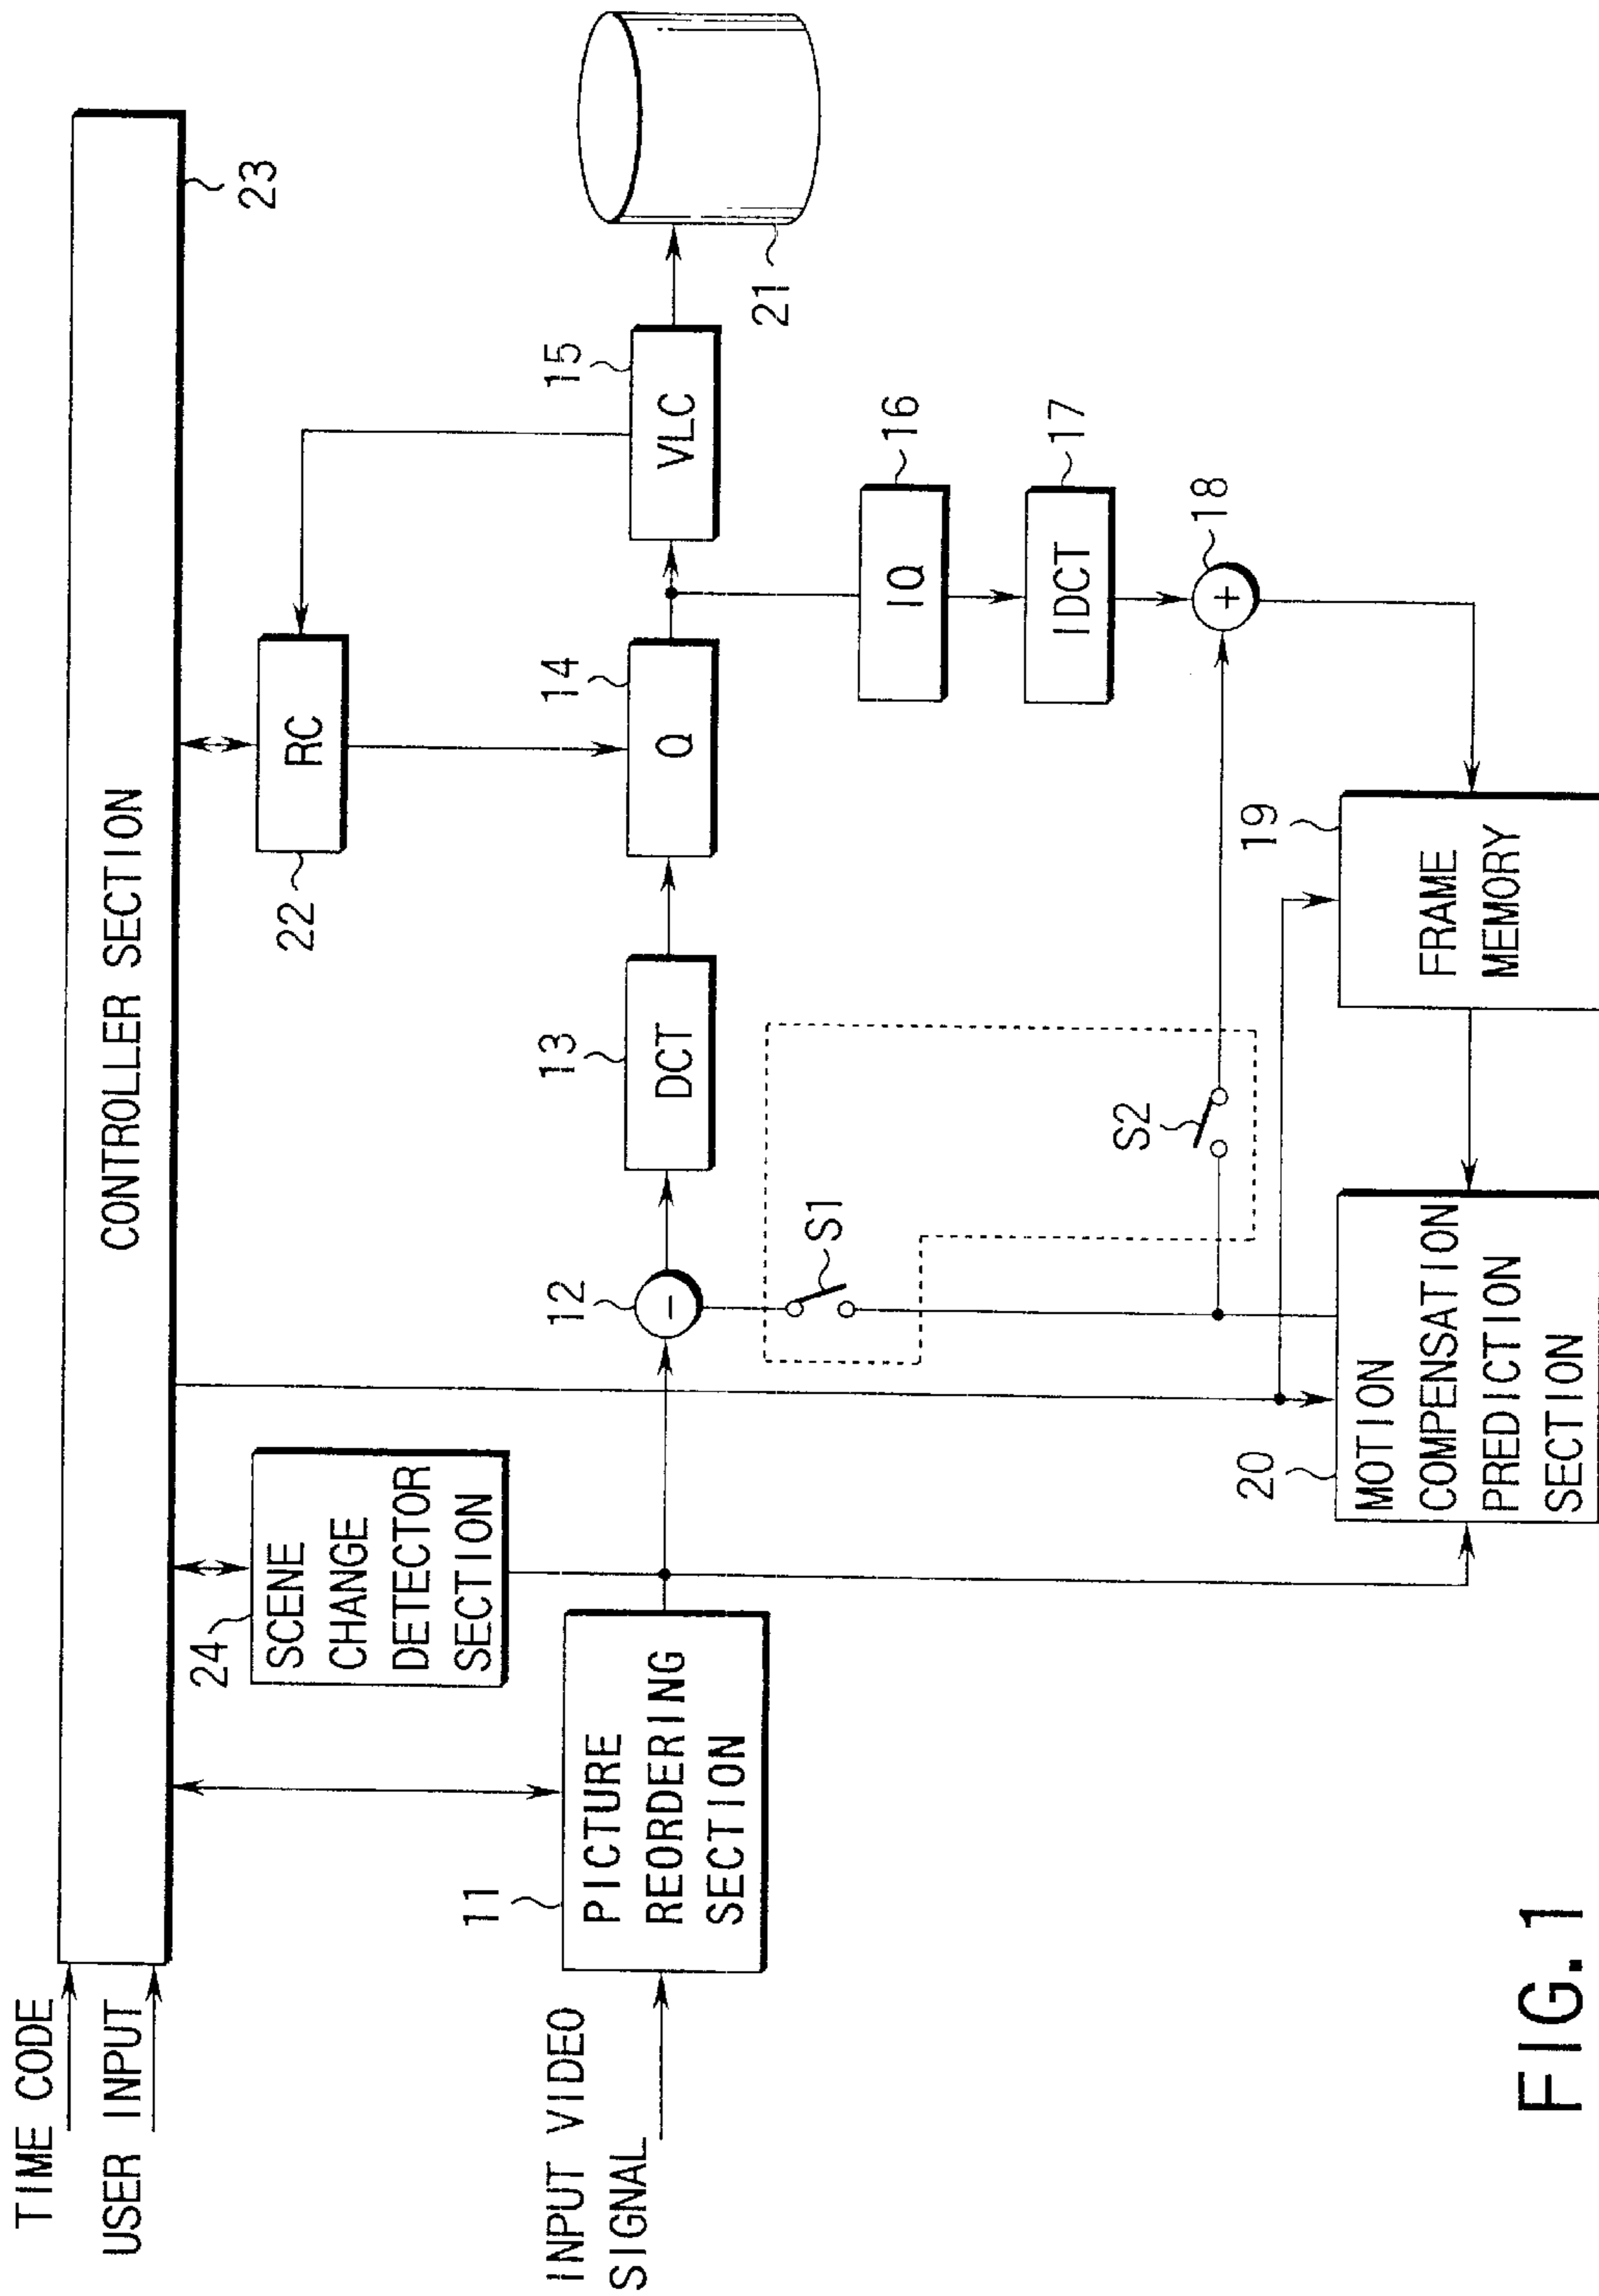 TIME CODE
USER INPUT
CONTROLLER SECTION
23
24
SCENE
CHANGE
DETECTOR
SECTION
22
RC
INPUT VIDEO
SIGNAL
11
PICTURE
REORDERING
SECTION
12
−
13
DCT
14
Q
15
VLC
21
S1
S2
IQ
16
IDCT
17
+
18
20
MOTION
COMPENSATION
PREDICTION
SECTION
19
FRAME
MEMORY
FIG.1